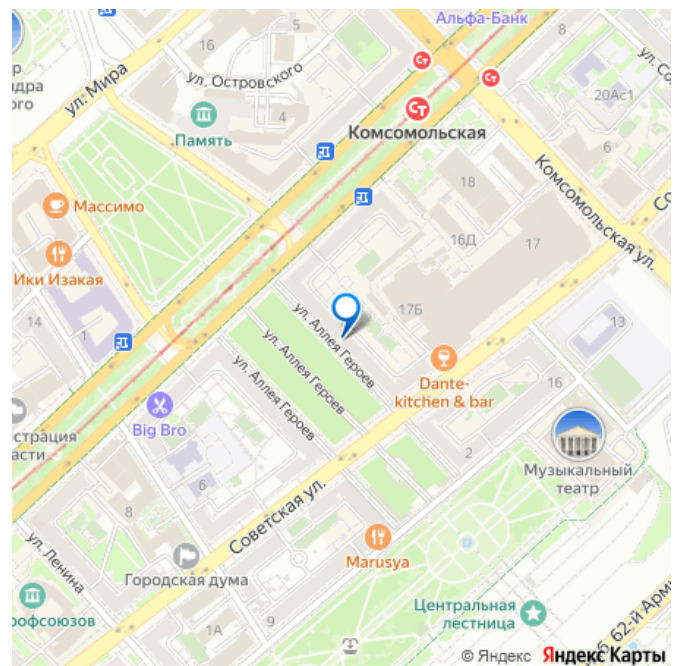 Альфа-Банк
5
16
ул. Островского
ул. Мира
4
Память
Комсомольская
20Ас1
6
Комсомольская ул.
18
16Д
17
17Б
Массимо
Ики Изакая
14
1
13
ул. Аллея Героев
ул. Аллея Героев
ул. Аллея Героев
Dante-
kitchen & bar
16
2
Big Bro
6
8
Музыкальный
театр
Советская ул.
Marusya
ул. Ленина
Городская дума
Центральная
лестница
1А
9
© Яндекс Яндекс Карты